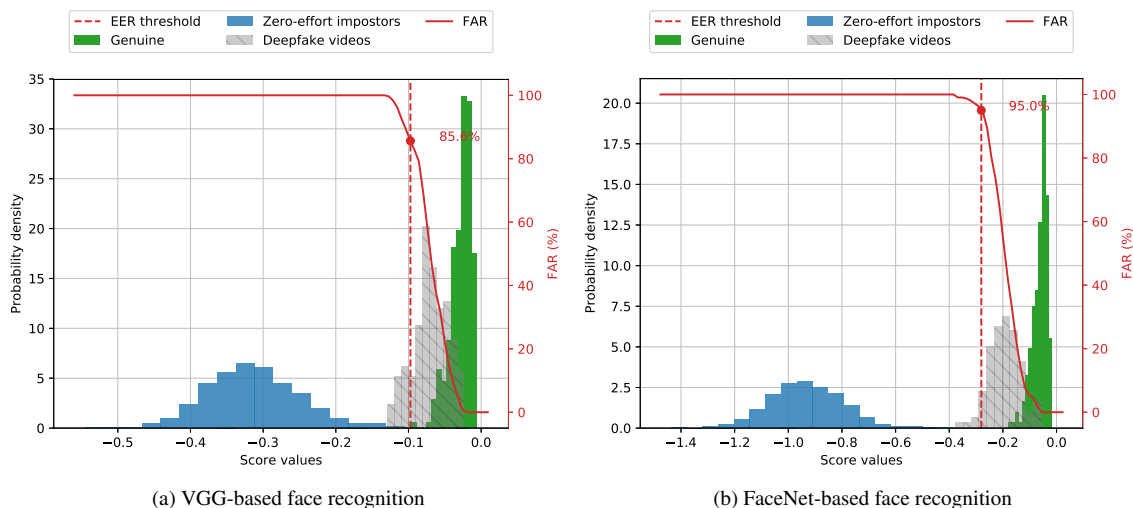 EER threshold Zero-effort impostors FAR
Genuine Deepfake videos
35
30
25
20
15
10
5
0
Probability density
−0.5 −0.4 −0.3 −0.2 −0.1 0.0
Score values
100
80
60
40
20
0
FAR (%)
85.6%
(a) VGG-based face recognition
EER threshold Zero-effort impostors FAR
Genuine Deepfake videos
20.0
17.5
15.0
12.5
10.0
7.5
5.0
2.5
0.0
Probability density
−1.4 −1.2 −1.0 −0.8 −0.6 −0.4 −0.2 0.0
Score values
100
80
60
40
20
0
FAR (%)
95.0%
(b) FaceNet-based face recognition